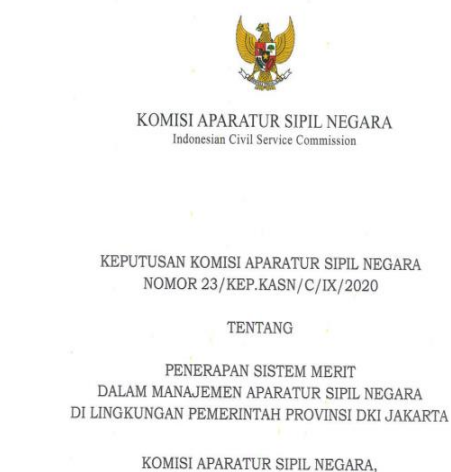 KOMISI APARATUR SIPIL NEGARA
Indonesian Civil Service Commission
KEPUTUSAN KOMISI APARATUR SIPIL NEGARA
NOMOR 23/KEP.KASN/C/IX/2020
TENTANG
PENERAPAN SISTEM MERIT
DALAM MANAJEMEN APARATUR SIPIL NEGARA
DI LINGKUNGAN PEMERINTAH PROVINSI DKI JAKARTA
KOMISI APARATUR SIPIL NEGARA,